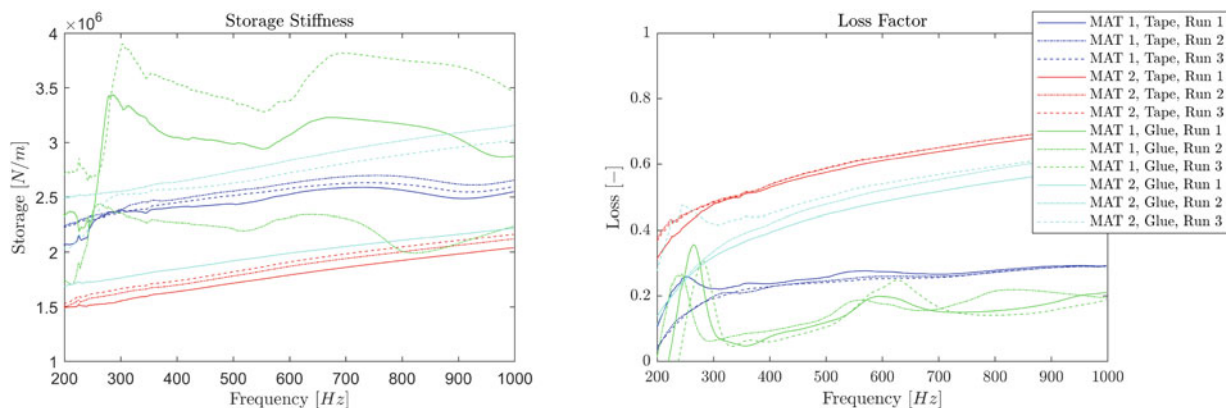 Storage Stiffness
× 10⁶
4
3.5
3
2.5
2
1.5
1
200 300 400 500 600 700 800 900 1000
Frequency [Hz]
Storage [N/m]
Loss Factor
1
0.8
0.6
0.4
0.2
0
200 300 400 500 600 700 800 900 1000
Frequency [Hz]
Loss [−]
MAT 1, Tape, Run 1
MAT 1, Tape, Run 2
MAT 1, Tape, Run 3
MAT 2, Tape, Run 1
MAT 2, Tape, Run 2
MAT 2, Tape, Run 3
MAT 1, Glue, Run 1
MAT 1, Glue, Run 2
MAT 1, Glue, Run 3
MAT 2, Glue, Run 1
MAT 2, Glue, Run 2
MAT 2, Glue, Run 3